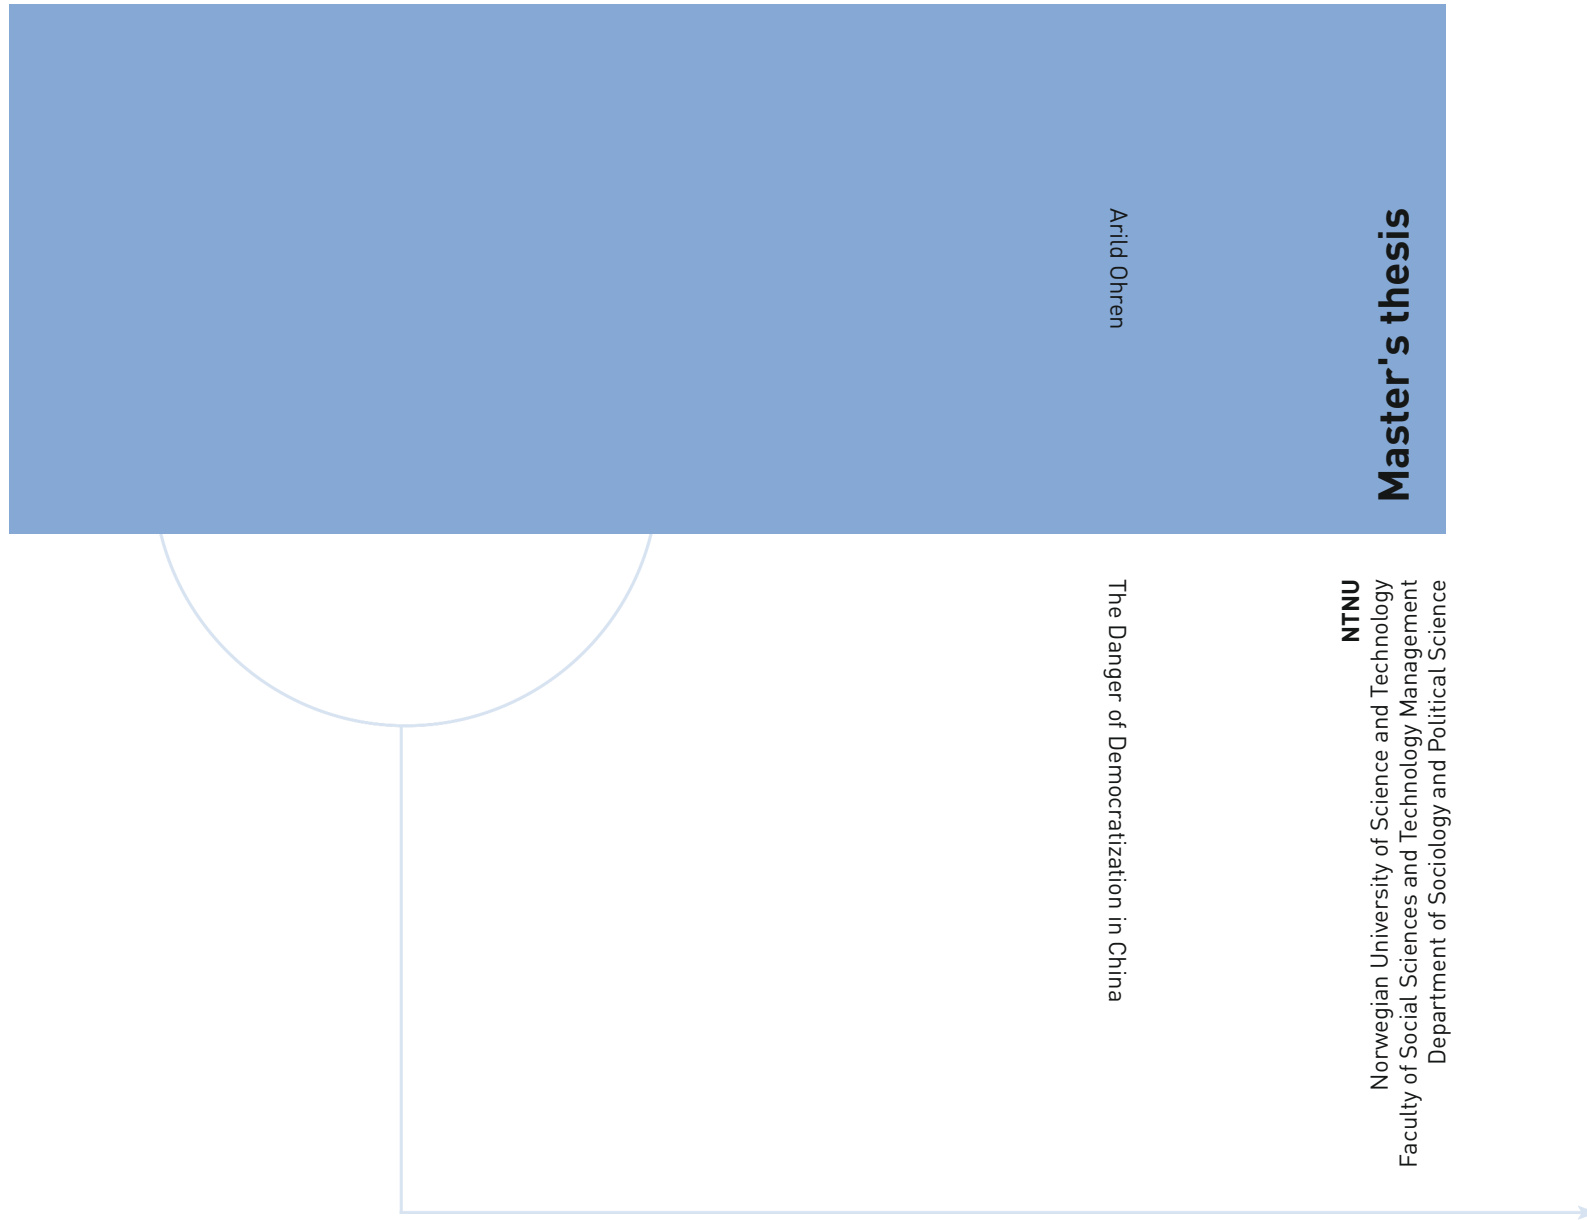 Arild Ohren
The Danger of Democratization in China
Master's thesis
NTNU
Norwegian University of Science and Technology
Faculty of Social Sciences and Technology Management
Department of Sociology and Political Science